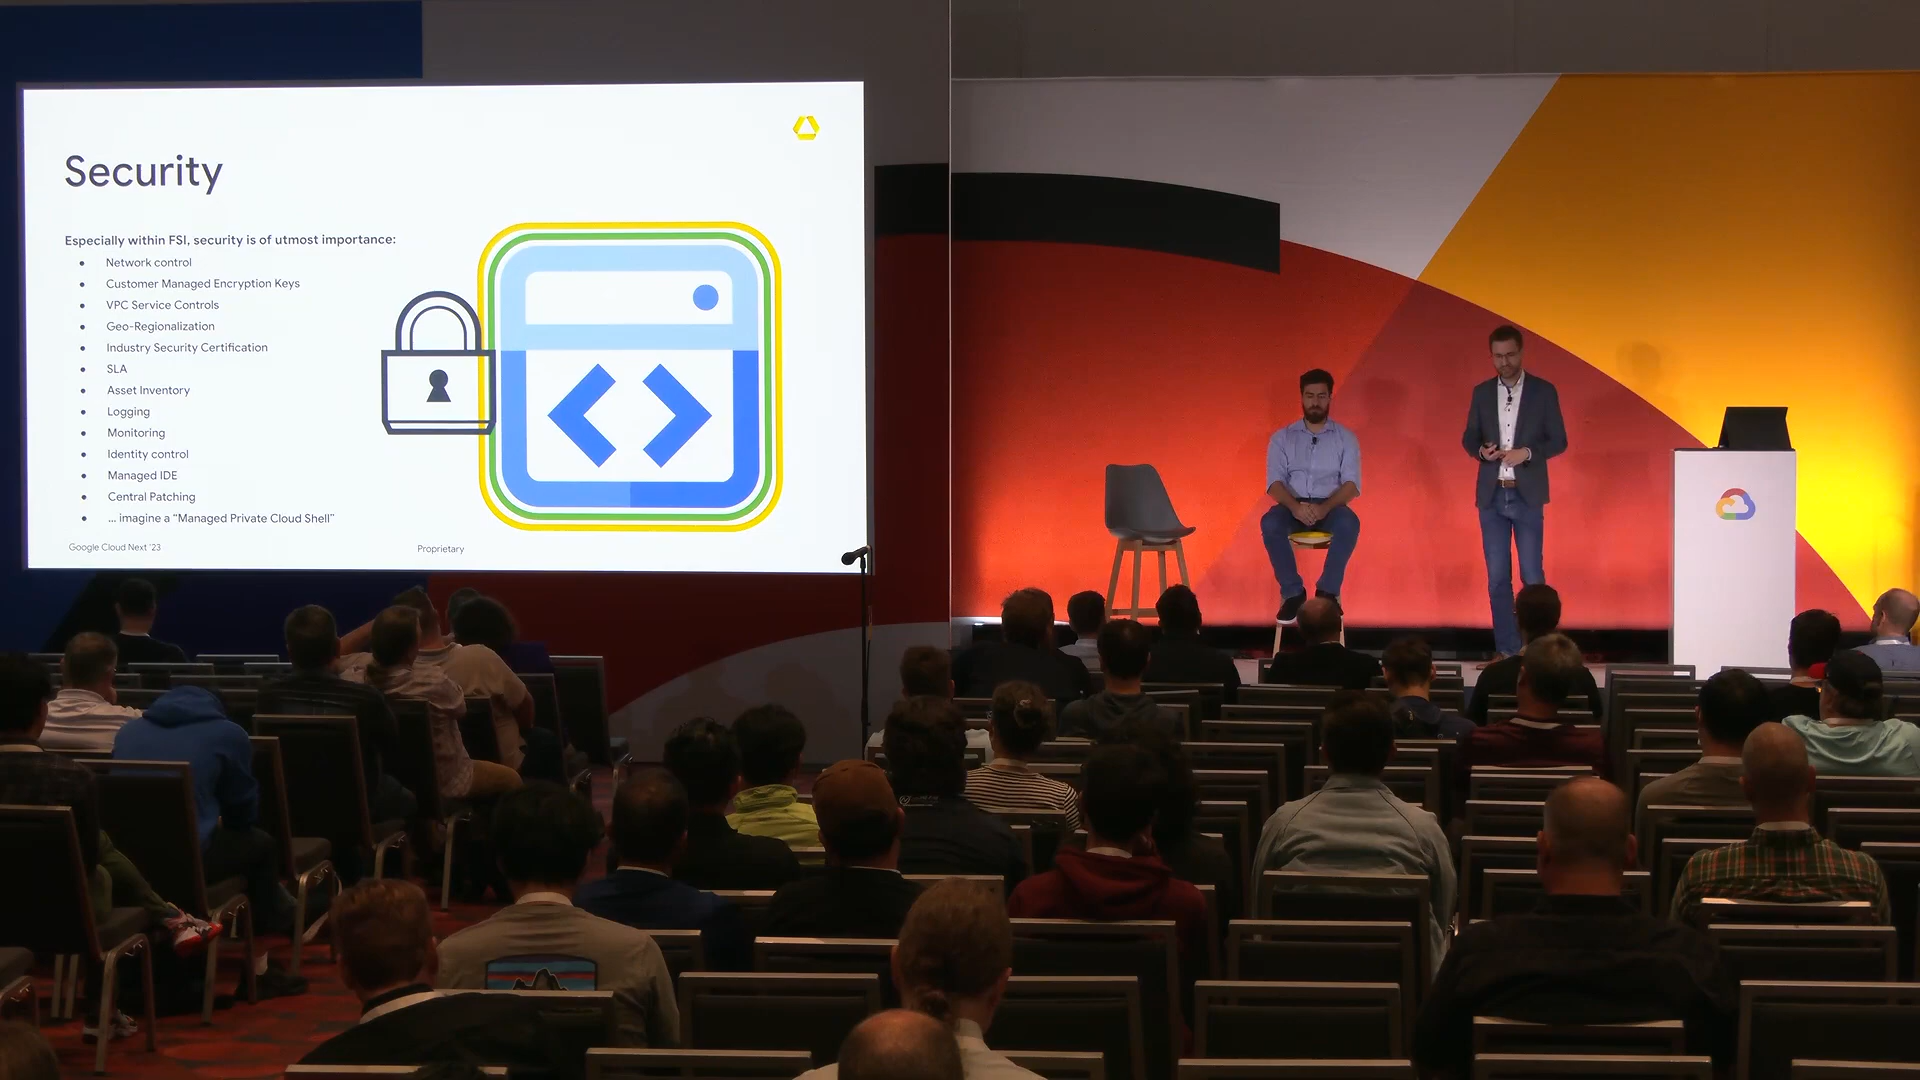 Security
Especially within FSI, security is of utmost importance:
• Network control
• Customer Managed Encryption Keys
• VPC Service Controls
• Geo-Regionalization
• Industry Security Certification
• SLA
• Asset Inventory
• Logging
• Monitoring
• Identity control
• Managed IDE
• Central Patching
• ... imagine a “Managed Private Cloud Shell”
Google Cloud Next '23
Proprietary